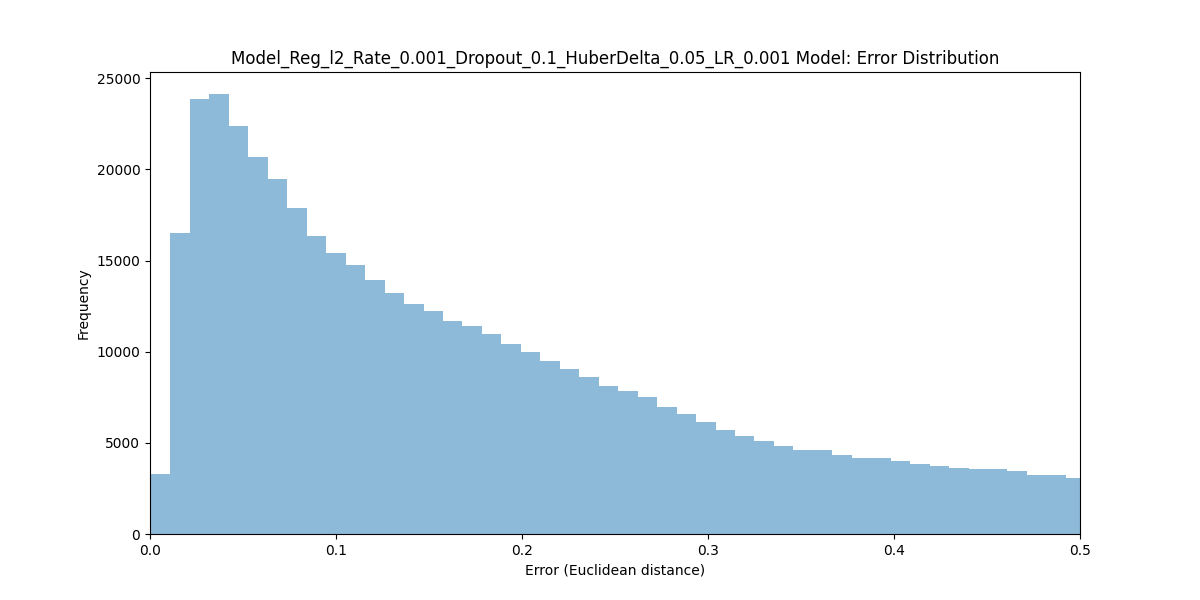 Model_Reg_l2_Rate_0.001_Dropout_0.1_HuberDelta_0.05_LR_0.001 Model: Error Distribution
25000
20000
15000
10000
5000
0
Frequency
0.0 0.1 0.2 0.3 0.4 0.5
Error (Euclidean distance)